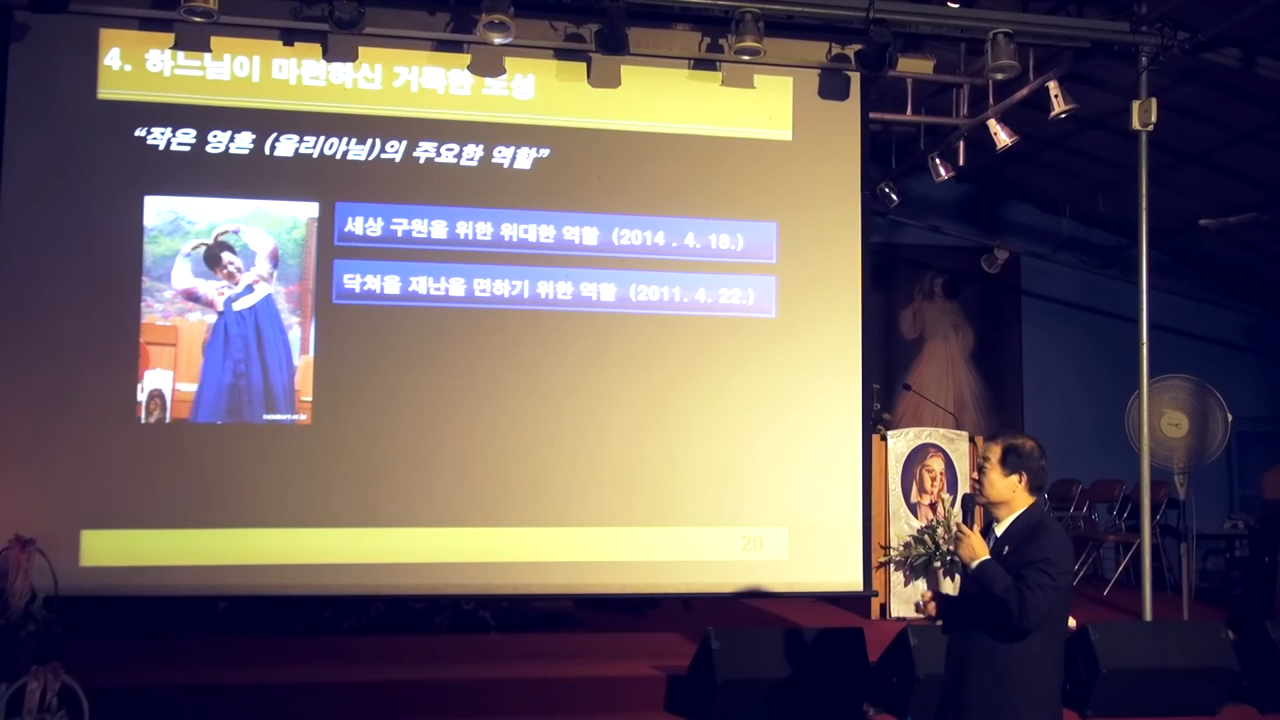 4. 하느님이 마련하신 거룩한 도성
“작은 영혼 (율리아님)의 주요한 역할”
세상 구원을 위한 위대한 역할 (2014 . 4. 18.)
닥쳐올 재난을 면하기 위한 역할 (2011. 4. 22.)
20